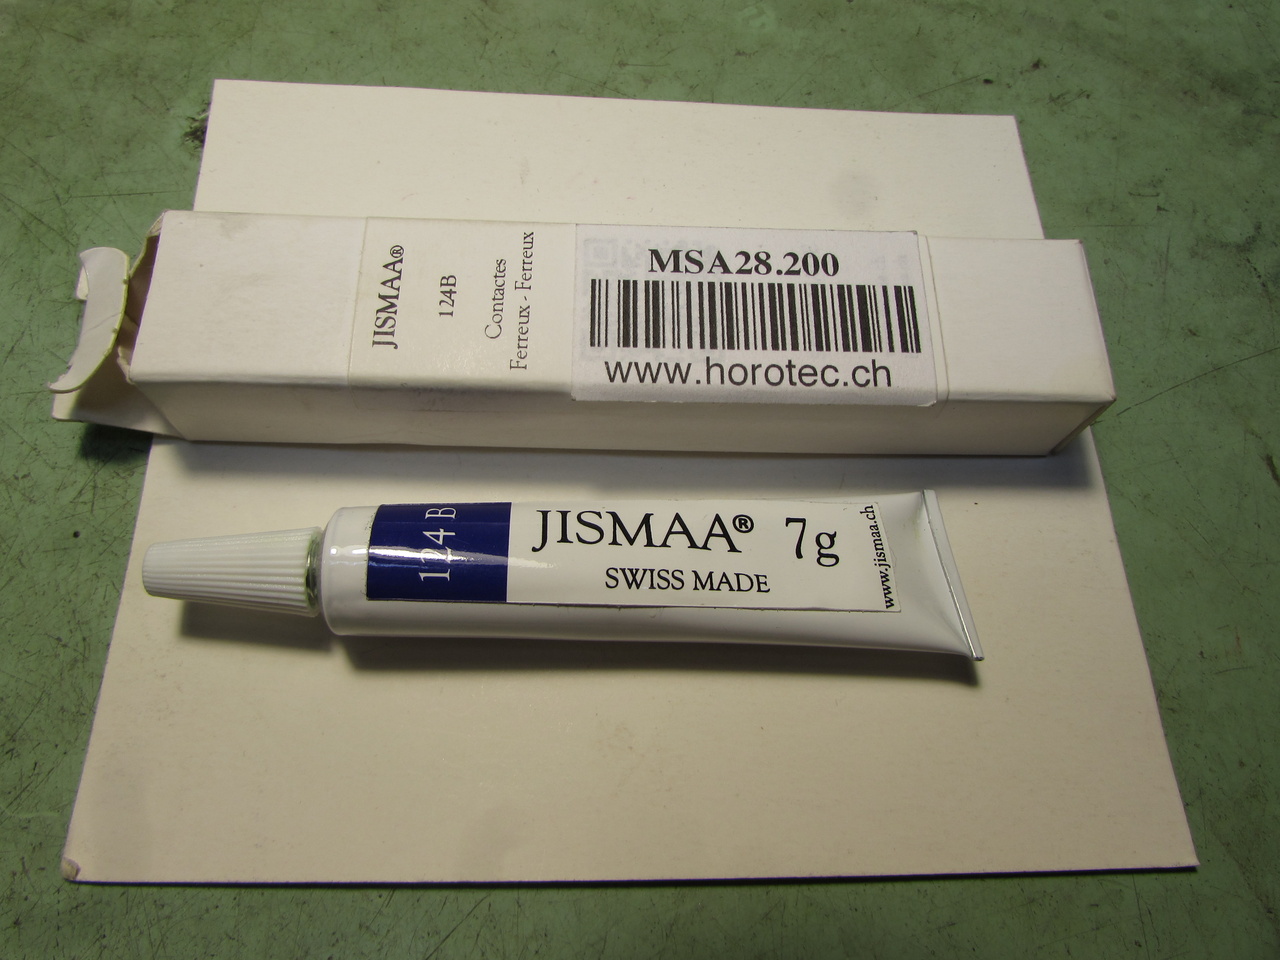 JISMAA®
124B
Contactes
Ferreux - Ferreux
MSA28.200
www.horotec.ch
124 B
JISMAA®
SWISS MADE
7g
www.jismaa.ch